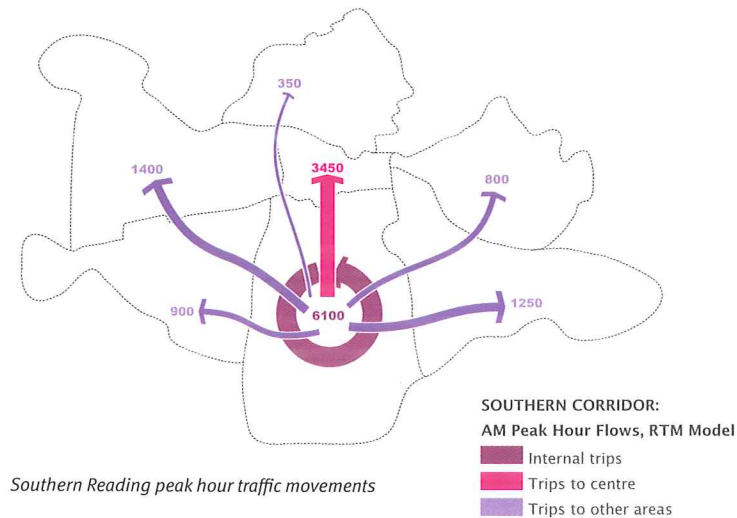 350
3450
1400
800
6100
900
1250
SOUTHERN CORRIDOR:
AM Peak Hour Flows, RTM Model
Internal trips
Trips to centre
Trips to other areas
Southern Reading peak hour traffic movements